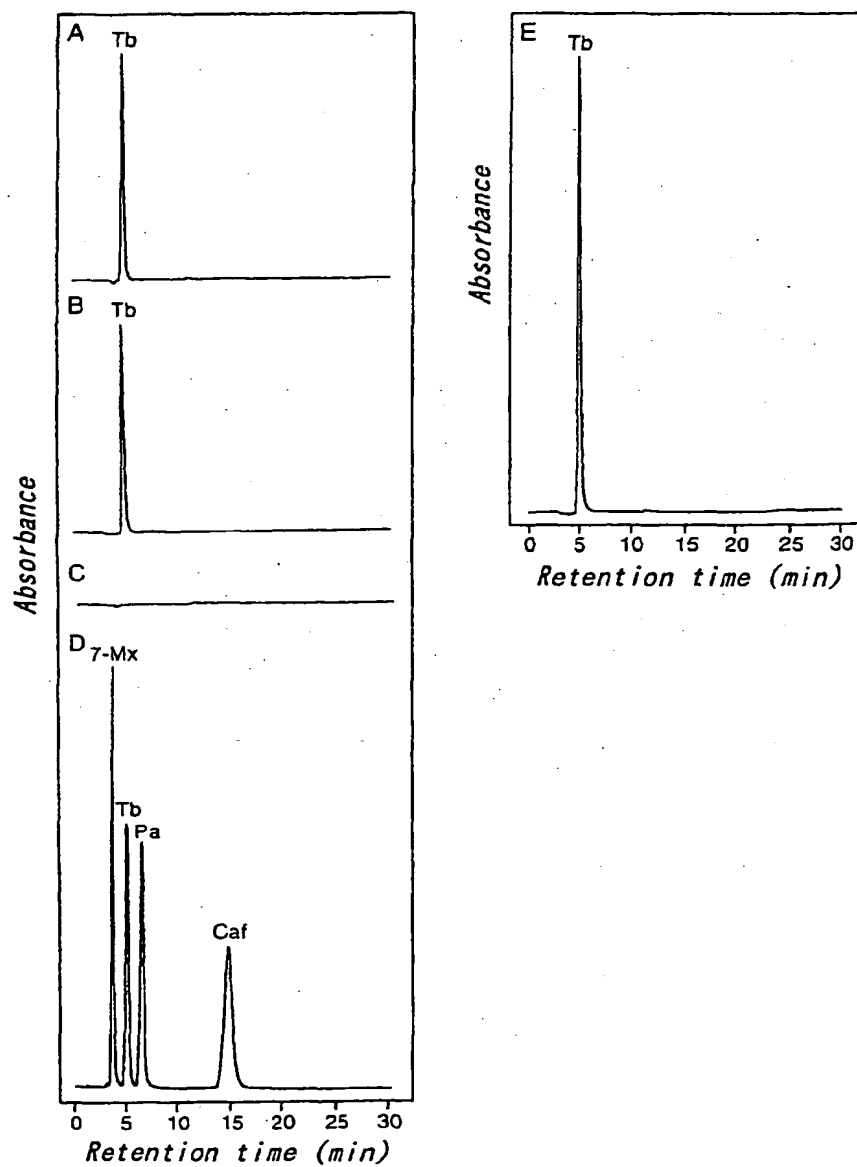 A
Tb
B
Tb
C
D
7-Mx
Tb
Pa
Caf
Absorbance
0 5 10 15 20 25 30
Retention time (min)
E
Tb
Absorbance
0 5 10 15 20 25 30
Retention time (min)